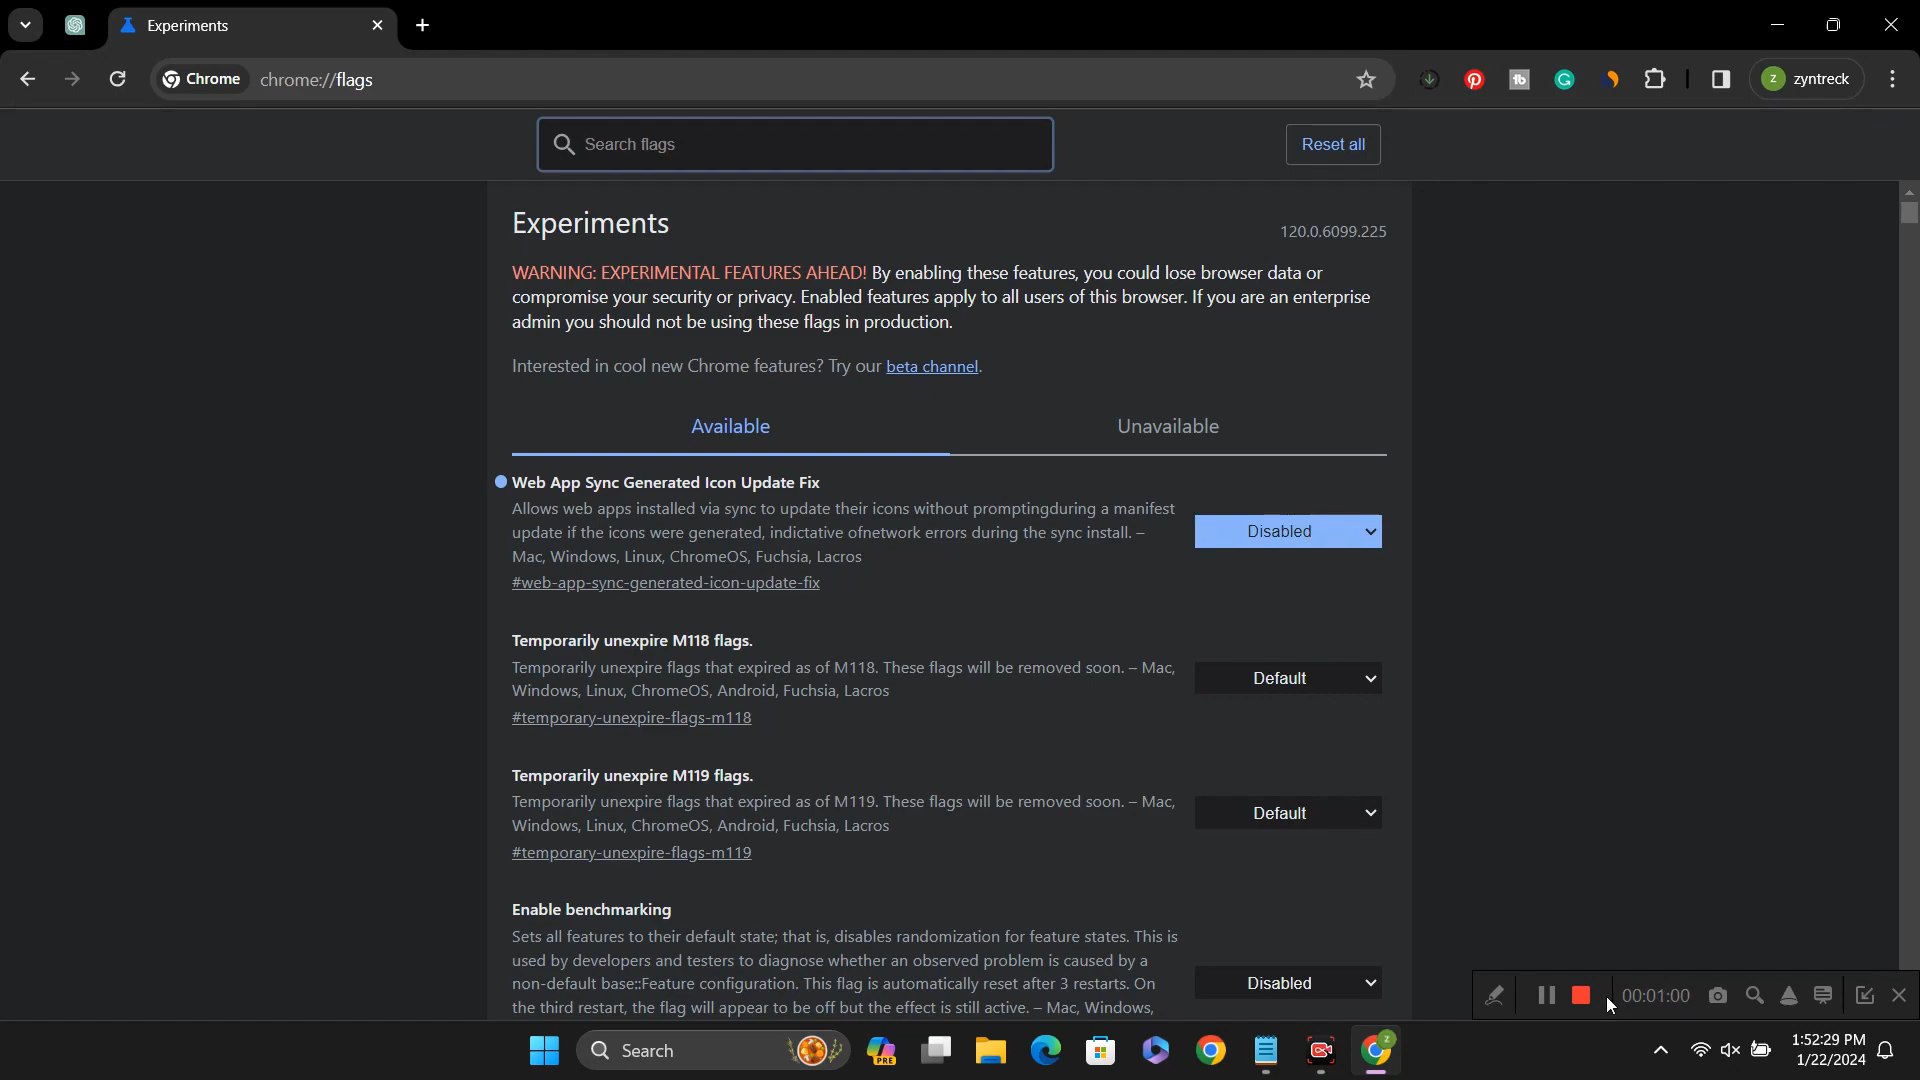 Experiments
Chrome
chrome://flags
zyntreck
Z
Search flags
Reset all
Experiments
120.0.6099.225
WARNING: EXPERIMENTAL FEATURES AHEAD! By enabling these features, you could lose browser data or
compromise your security or privacy. Enabled features apply to all users of this browser. If you are an enterprise
admin you should not be using these flags in production.
Interested in cool new Chrome features? Try our beta channel.
Available
Unavailable
Web App Sync Generated Icon Update Fix
Allows web apps installed via sync to update their icons without promptingduring a manifest
update if the icons were generated, indictative ofnetwork errors during the sync install. –
Mac, Windows, Linux, ChromeOS, Fuchsia, Lacros
#web-app-sync-generated-icon-update-fix
Disabled
Temporarily unexpire M118 flags.
Temporarily unexpire flags that expired as of M118. These flags will be removed soon. – Mac,
Windows, Linux, ChromeOS, Android, Fuchsia, Lacros
#temporary-unexpire-flags-m118
Default
Temporarily unexpire M119 flags.
Temporarily unexpire flags that expired as of M119. These flags will be removed soon. – Mac,
Windows, Linux, ChromeOS, Android, Fuchsia, Lacros
#temporary-unexpire-flags-m119
Default
Enable benchmarking
Sets all features to their default state; that is, disables randomization for feature states. This is
used by developers and testers to diagnose whether an observed problem is caused by a
non-default base::Feature configuration. This flag is automatically reset after 3 restarts. On
the third restart, the flag will appear to be off but the effect is still active. – Mac, Windows,
Disabled
00:01:00
Search
PRE
1:52:29 PM
1/22/2024